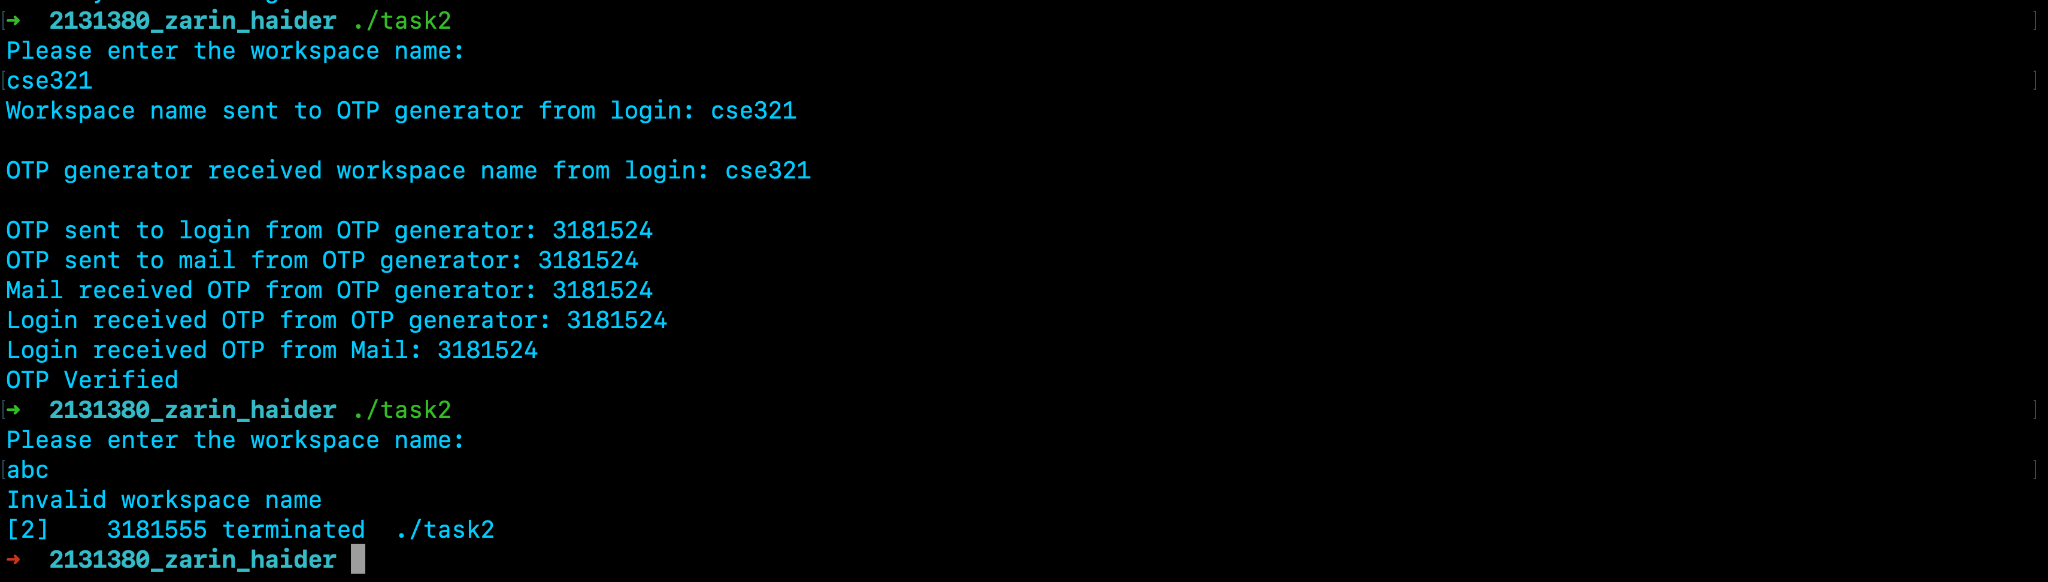 ➜  2131380_zarin_haider ./task2
Please enter the workspace name:
cse321
Workspace name sent to OTP generator from login: cse321
OTP generator received workspace name from login: cse321
OTP sent to login from OTP generator: 3181524
OTP sent to mail from OTP generator: 3181524
Mail received OTP from OTP generator: 3181524
Login received OTP from OTP generator: 3181524
Login received OTP from Mail: 3181524
OTP Verified
➜  2131380_zarin_haider ./task2
Please enter the workspace name:
abc
Invalid workspace name
[2]    3181555 terminated  ./task2
➜  2131380_zarin_haider